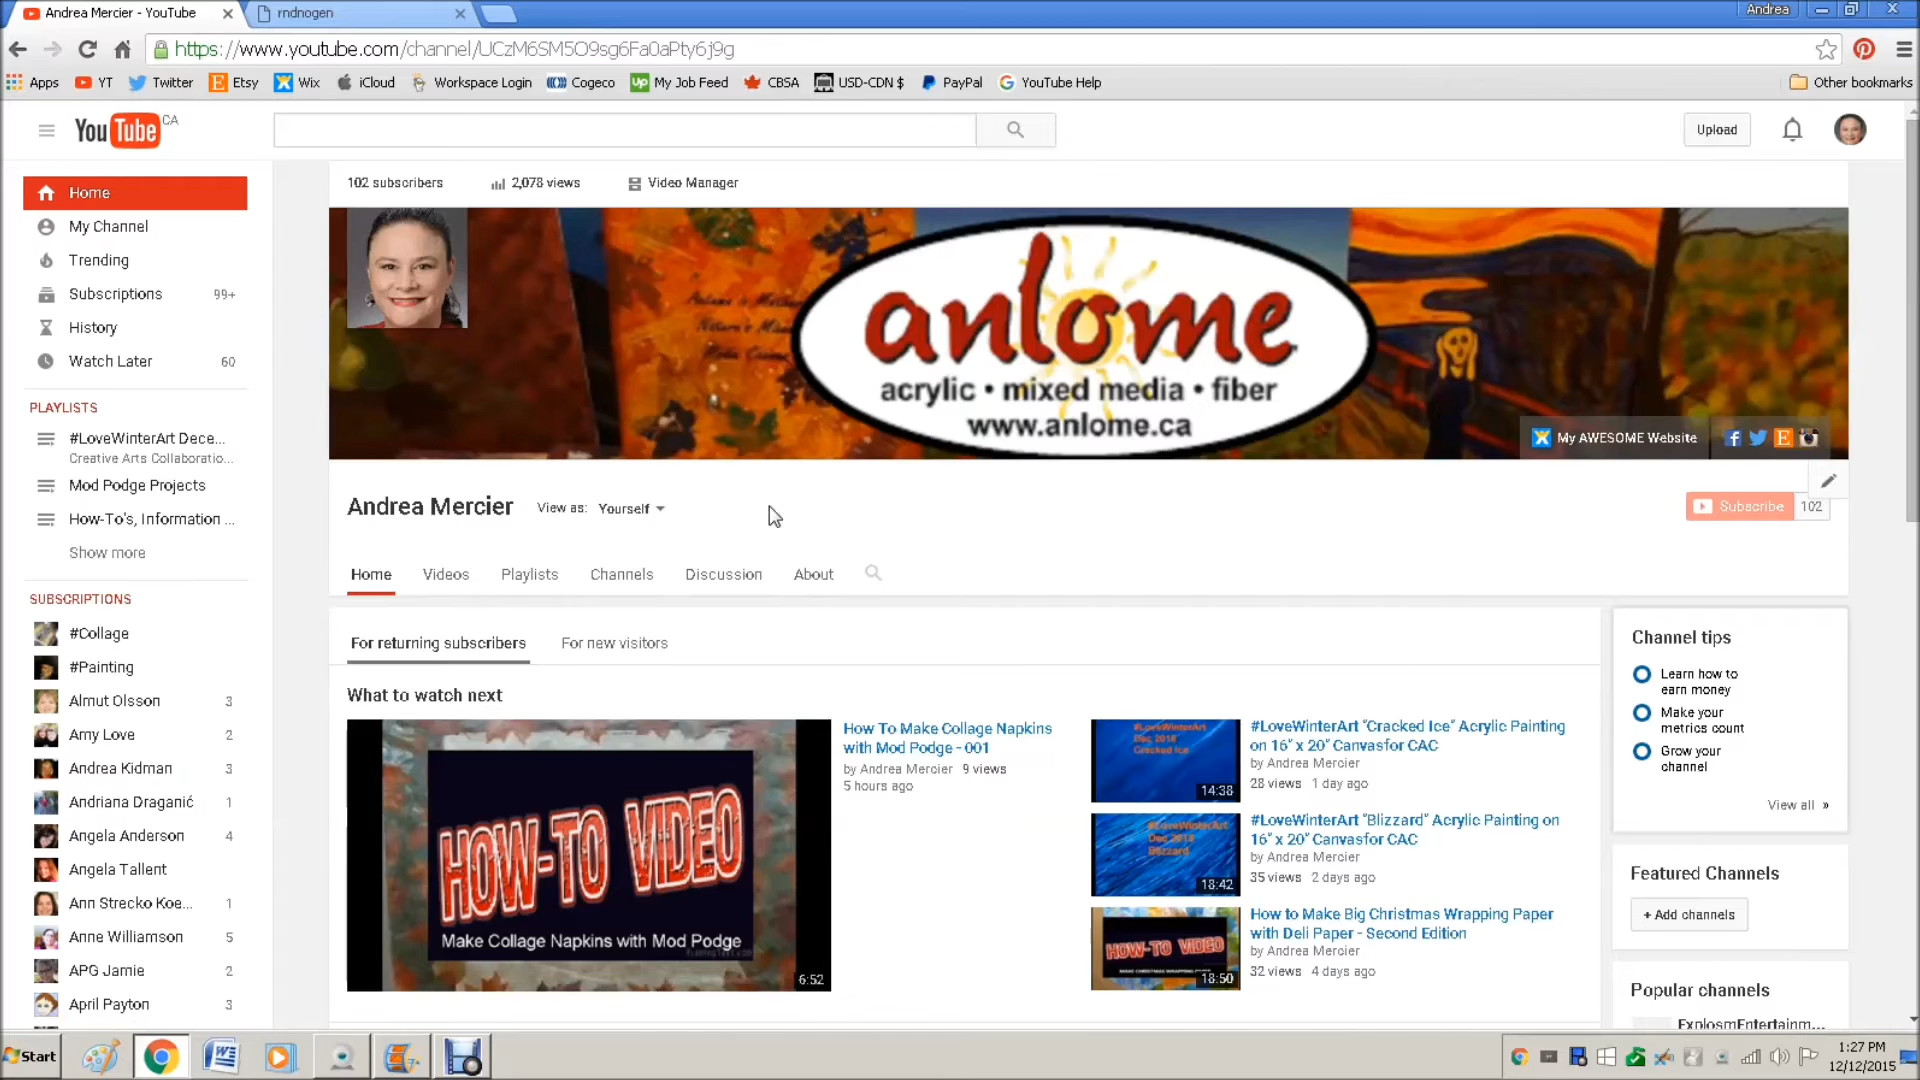 Andrea Mercier - YouTube
rndnogen
Andrea
https://www.youtube.com/channel/UCzM6SM5O9sg6Fa0aPty6j9g
Apps YT Twitter Etsy Wix iCloud Workspace Login Cogeco My Job Feed CBSA USD-CDN $ PayPal YouTube Help Other bookmarks
YouTube CA
Upload
102 subscribers 2,078 views Video Manager
Home
My Channel
Trending
Subscriptions 99+
History
Watch Later 60
PLAYLISTS
#LoveWinterArt Dece...
Creative Arts Collaboratio...
Mod Podge Projects
How-To's, Information ...
Show more
SUBSCRIPTIONS
#Collage
#Painting
Almut Olsson 3
Amy Love 2
Andrea Kidman 3
Andriana Draganić 1
Angela Anderson 4
Angela Tallent
Ann Strecko Koe... 1
Anne Williamson 5
APG Jamie 2
April Payton 3
anlome
acrylic • mixed media • fiber
www.anlome.ca
My AWESOME Website
Andrea Mercier View as: Yourself
Subscribe 102
Home Videos Playlists Channels Discussion About
For returning subscribers For new visitors
What to watch next
HOW-TO VIDEO
Make Collage Napkins with Mod Podge
6:52
How To Make Collage Napkins
with Mod Podge - 001
by Andrea Mercier 9 views
5 hours ago
#LoveWinterArt
Dec 2015
Cracked Ice
14:38
#LoveWinterArt "Cracked Ice" Acrylic Painting
on 16" x 20" Canvasfor CAC
by Andrea Mercier
28 views 1 day ago
#LoveWinterArt
Dec 2015
Blizzard
18:42
#LoveWinterArt "Blizzard" Acrylic Painting on
16" x 20" Canvasfor CAC
by Andrea Mercier
35 views 2 days ago
HOW-TO VIDEO
18:50
How to Make Big Christmas Wrapping Paper
with Deli Paper - Second Edition
by Andrea Mercier
32 views 4 days ago
Channel tips
Learn how to
earn money
Make your
metrics count
Grow your
channel
View all »
Featured Channels
+ Add channels
Popular channels
ExplosmEntertainm...
Start
1:27 PM
12/12/2015